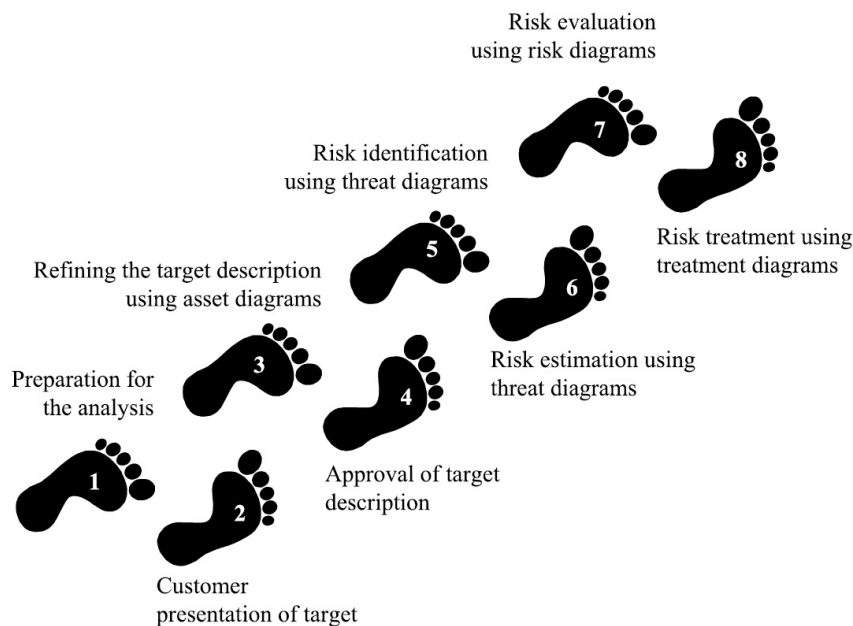 Risk evaluation
using risk diagrams
7
8
Risk identification
using threat diagrams
Risk treatment using
treatment diagrams
5
6
Refining the target description
using asset diagrams
Risk estimation using
threat diagrams
3
4
Preparation for
the analysis
Approval of target
description
1
2
Customer
presentation of target